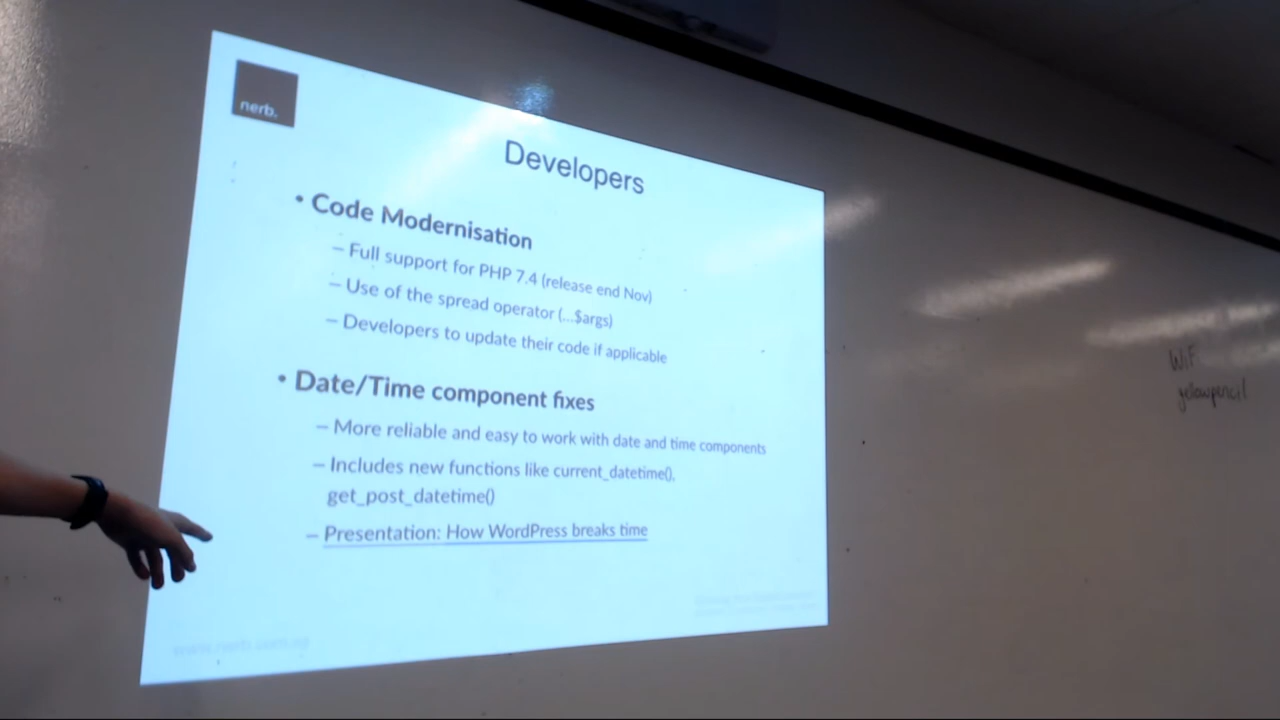 nerb.
Developers
• Code Modernisation
– Full support for PHP 7.4 (release end Nov)
– Use of the spread operator (...$args)
– Developers to update their code if applicable
• Date/Time component fixes
– More reliable and easy to work with date and time components
– Includes new functions like current_datetime(),
get_post_datetime()
– Presentation: How WordPress breaks time
yellowpencil